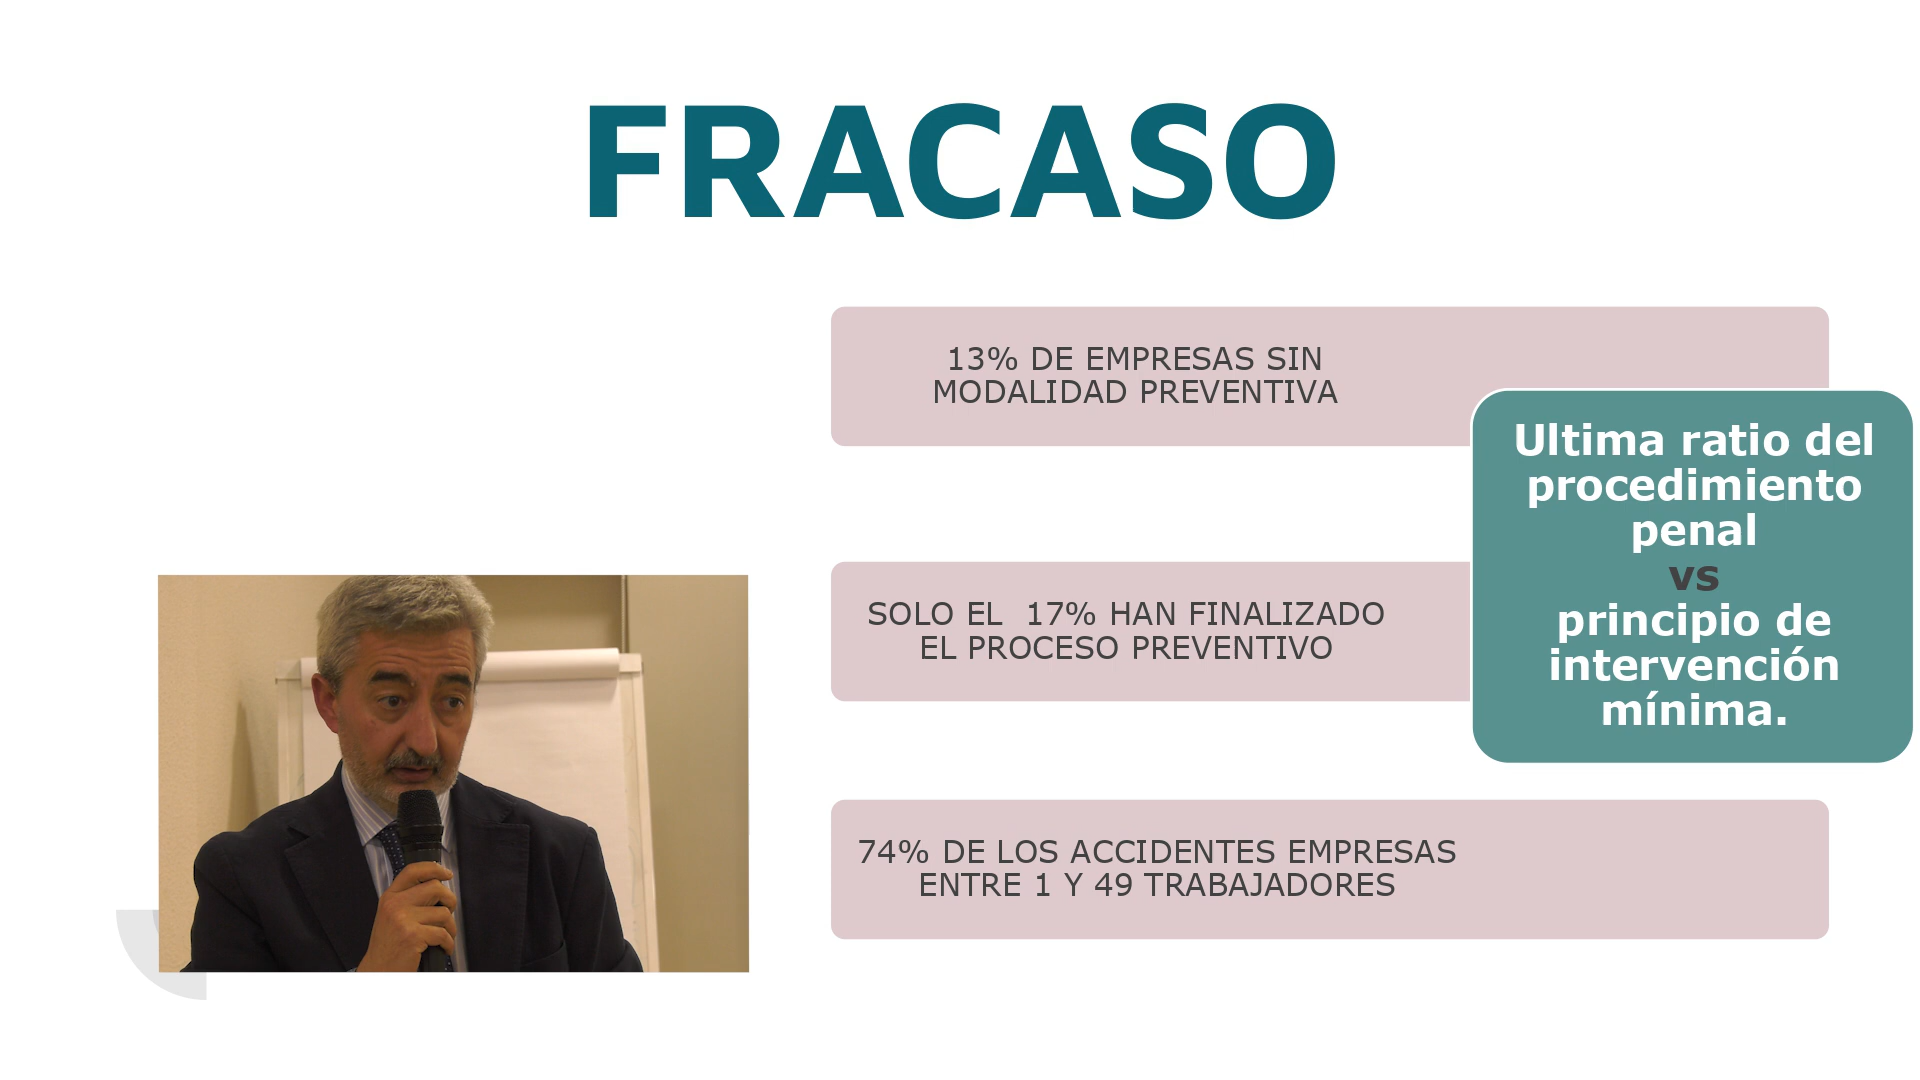 FRACASO
13% DE EMPRESAS SIN
MODALIDAD PREVENTIVA
SOLO EL  17% HAN FINALIZADO
EL PROCESO PREVENTIVO
74% DE LOS ACCIDENTES EMPRESAS
ENTRE 1 Y 49 TRABAJADORES
Ultima ratio del
procedimiento
penal
vs
principio de
intervención
mínima.